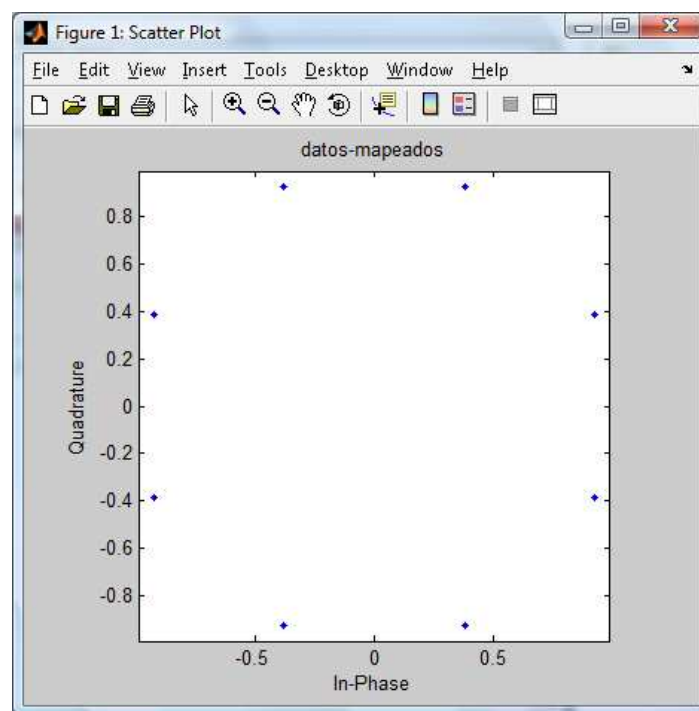 Figure 1: Scatter Plot
File Edit View Insert Tools Desktop Window Help
datos-mapeados
0.8
0.6
0.4
0.2
0
-0.2
-0.4
-0.6
-0.8
Quadrature
-0.5 0 0.5
In-Phase